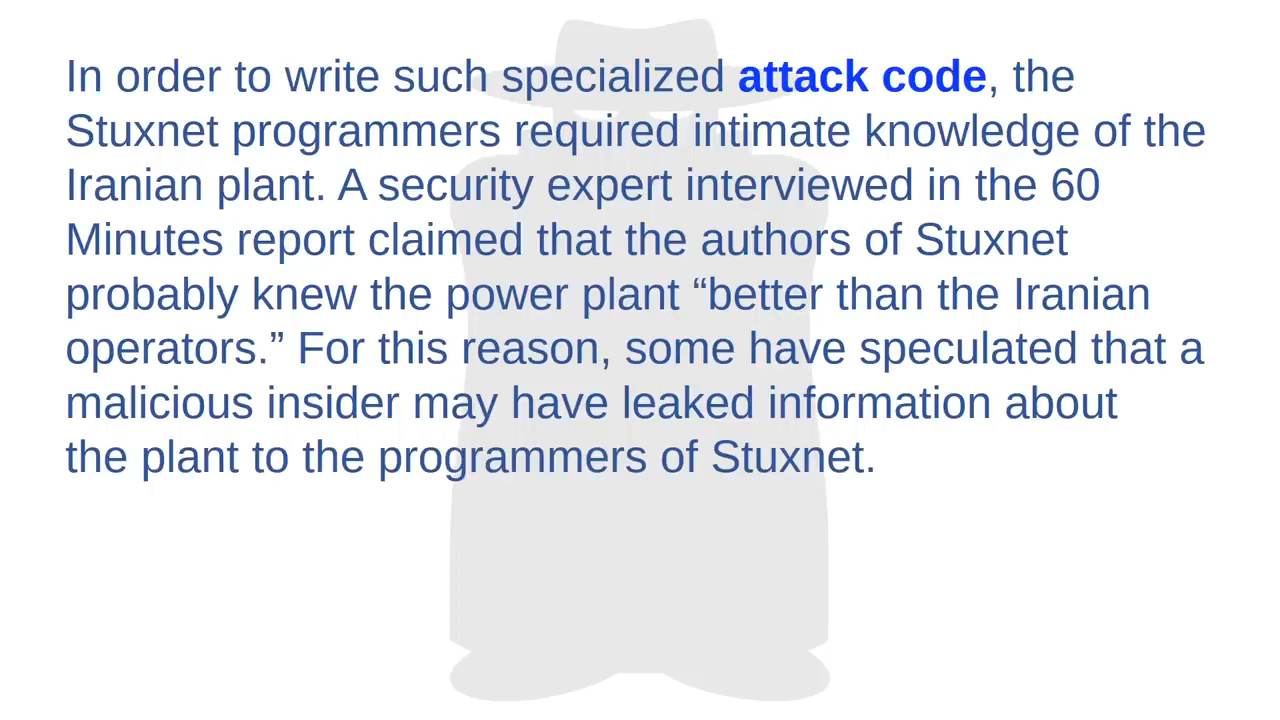 In order to write such specialized attack code, the
Stuxnet programmers required intimate knowledge of the
Iranian plant. A security expert interviewed in the 60
Minutes report claimed that the authors of Stuxnet
probably knew the power plant “better than the Iranian
operators.” For this reason, some have speculated that a
malicious insider may have leaked information about
the plant to the programmers of Stuxnet.